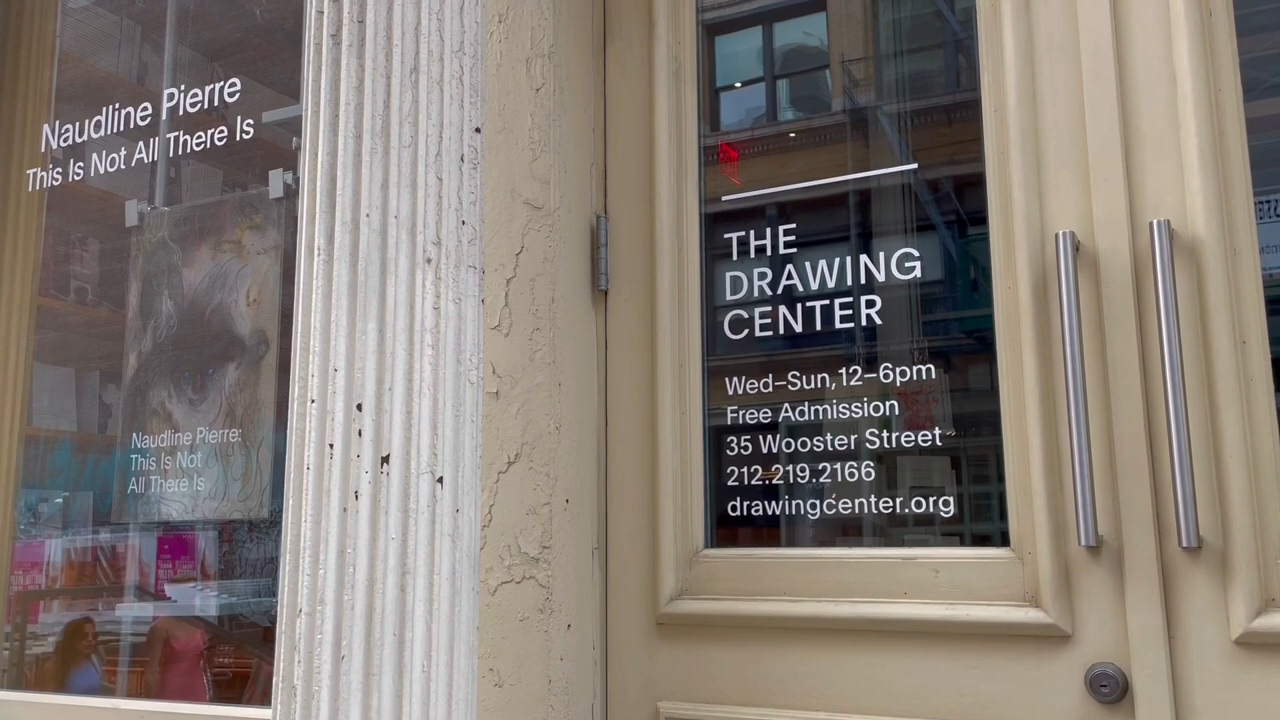 Naudline Pierre
This Is Not All There Is
Naudline Pierre:
This Is Not
All There Is
THE
DRAWING
CENTER
Wed–Sun, 12–6pm
Free Admission
35 Wooster Street
212.219.2166
drawingcenter.org